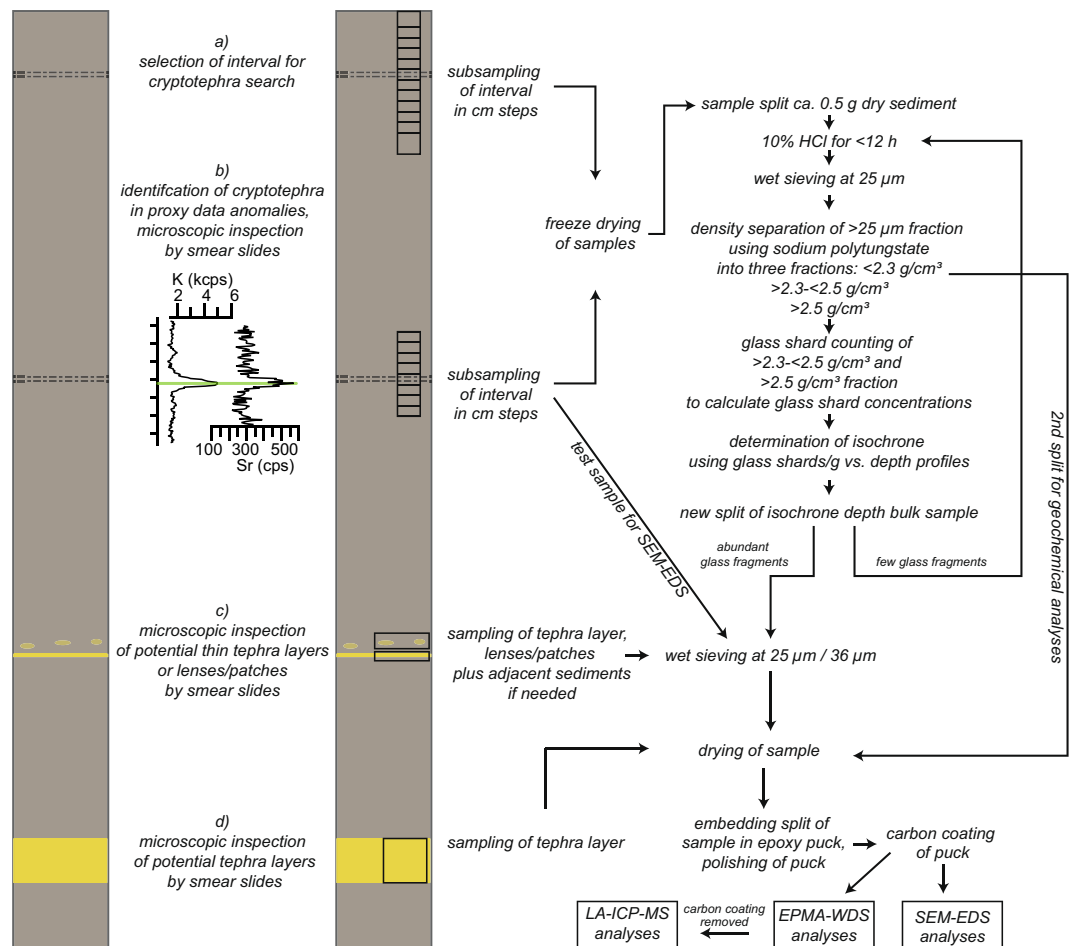 a)
selection of interval for
cryptotephra search
b)
identifcation of cryptotephra
in proxy data anomalies,
microscopic inspection
by smear slides
K (kcps)
2 4 6
100 300 500
Sr (cps)
c)
microscopic inspection
of potential thin tephra layers
or lenses/patches
by smear slides
d)
microscopic inspection
of potential tephra layers
by smear slides
subsampling
of interval
in cm steps
freeze drying
of samples
subsampling
of interval
in cm steps
test sample for SEM-EDS
sampling of tephra layer,
lenses/patches
plus adjacent sediments
if needed
sampling of tephra layer
sample split ca. 0.5 g dry sediment
10% HCl for <12 h
wet sieving at 25 µm
density separation of >25 µm fraction
using sodium polytungstate
into three fractions: <2.3 g/cm³
>2.3-<2.5 g/cm³
>2.5 g/cm³
glass shard counting of
>2.3-<2.5 g/cm³ and
>2.5 g/cm³ fraction
to calculate glass shard concentrations
determination of isochrone
using glass shards/g vs. depth profiles
new split of isochrone depth bulk sample
abundant
glass fragments
few glass fragments
2nd split for geochemical analyses
wet sieving at 25 µm / 36 µm
drying of sample
embedding split of
sample in epoxy puck,
polishing of puck
carbon coating
of puck
LA-ICP-MS
analyses
carbon coating
removed
EPMA-WDS
analyses
SEM-EDS
analyses